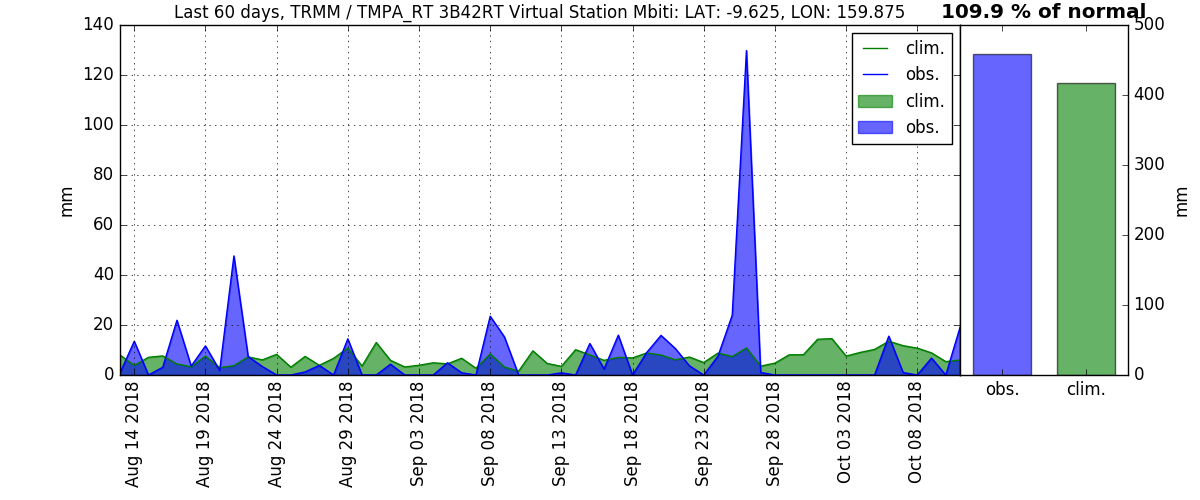 Last 60 days, TRMM / TMPA_RT 3B42RT Virtual Station Mbiti: LAT: -9.625, LON: 159.875
109.9 % of normal
140
120
100
80
60
40
20
0
mm
clim.
obs.
clim.
obs.
Aug 14 2018
Aug 19 2018
Aug 24 2018
Aug 29 2018
Sep 03 2018
Sep 08 2018
Sep 13 2018
Sep 18 2018
Sep 23 2018
Sep 28 2018
Oct 03 2018
Oct 08 2018
500
400
300
200
100
0
mm
obs.
clim.